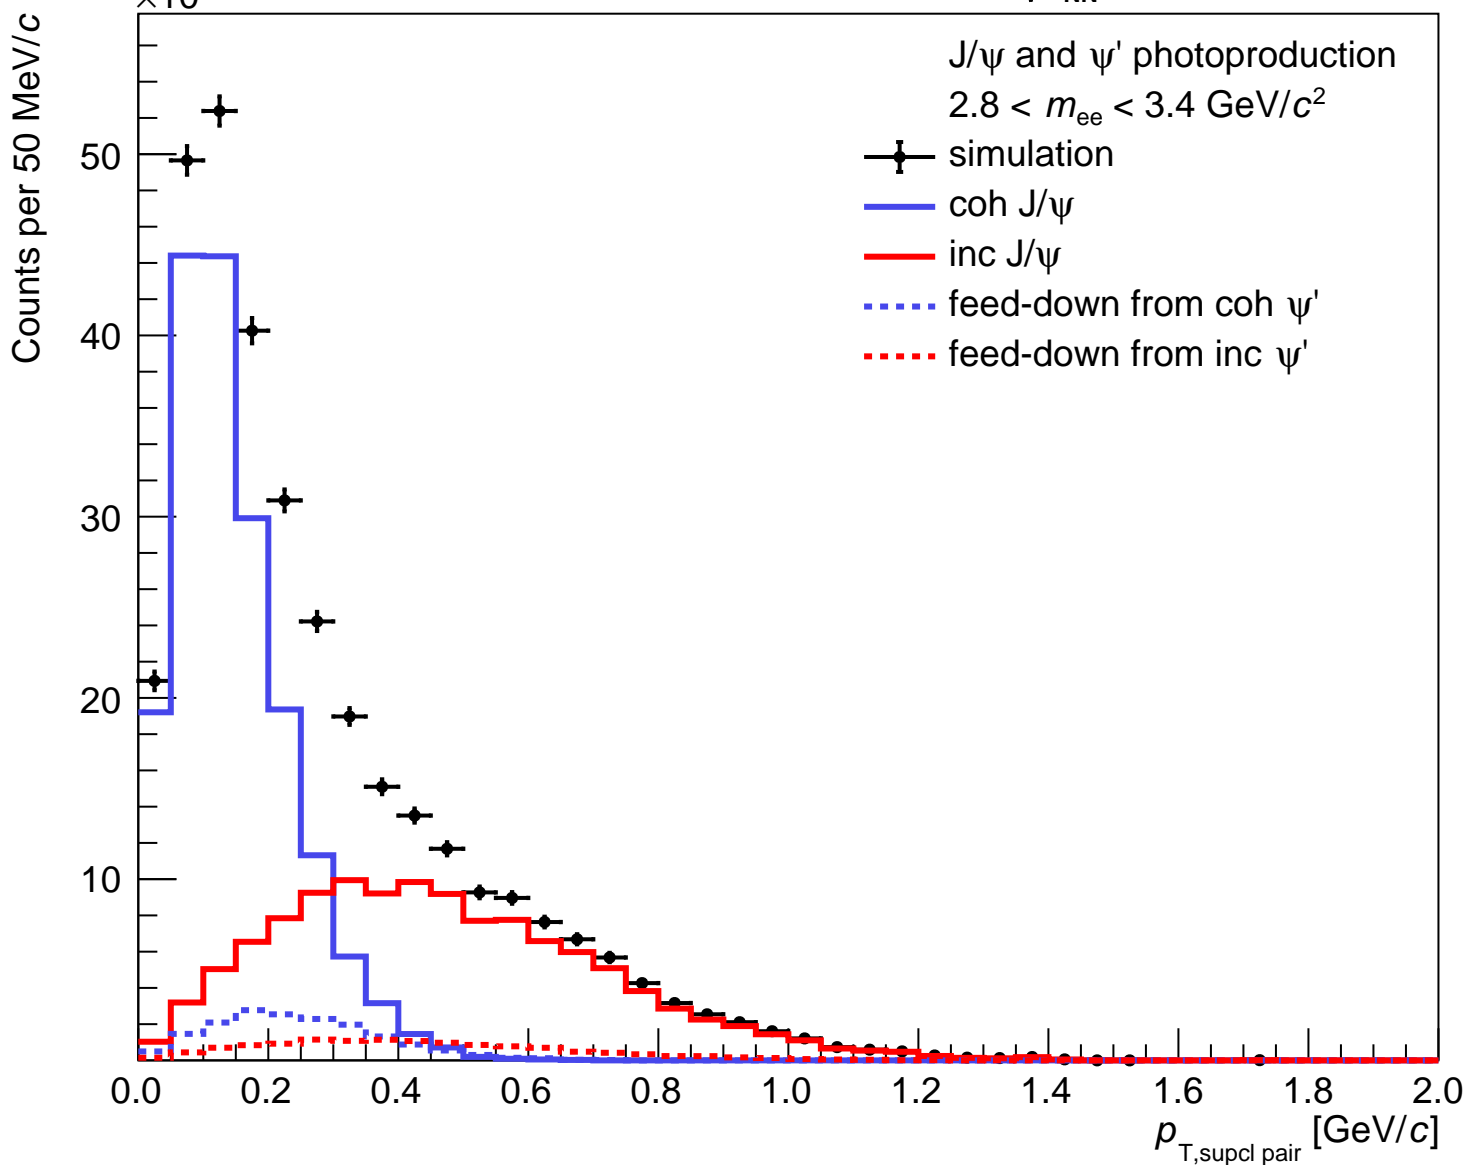 Counts per 50 MeV/c
J/ψ and ψ' photoproduction
2.8 < mee < 3.4 GeV/c²
simulation
coh J/ψ
inc J/ψ
feed-down from coh ψ'
feed-down from inc ψ'
50
40
30
20
10
0.0 0.2 0.4 0.6 0.8 1.0 1.2 1.4 1.6 1.8 2.0
pT,supcl pair [GeV/c]